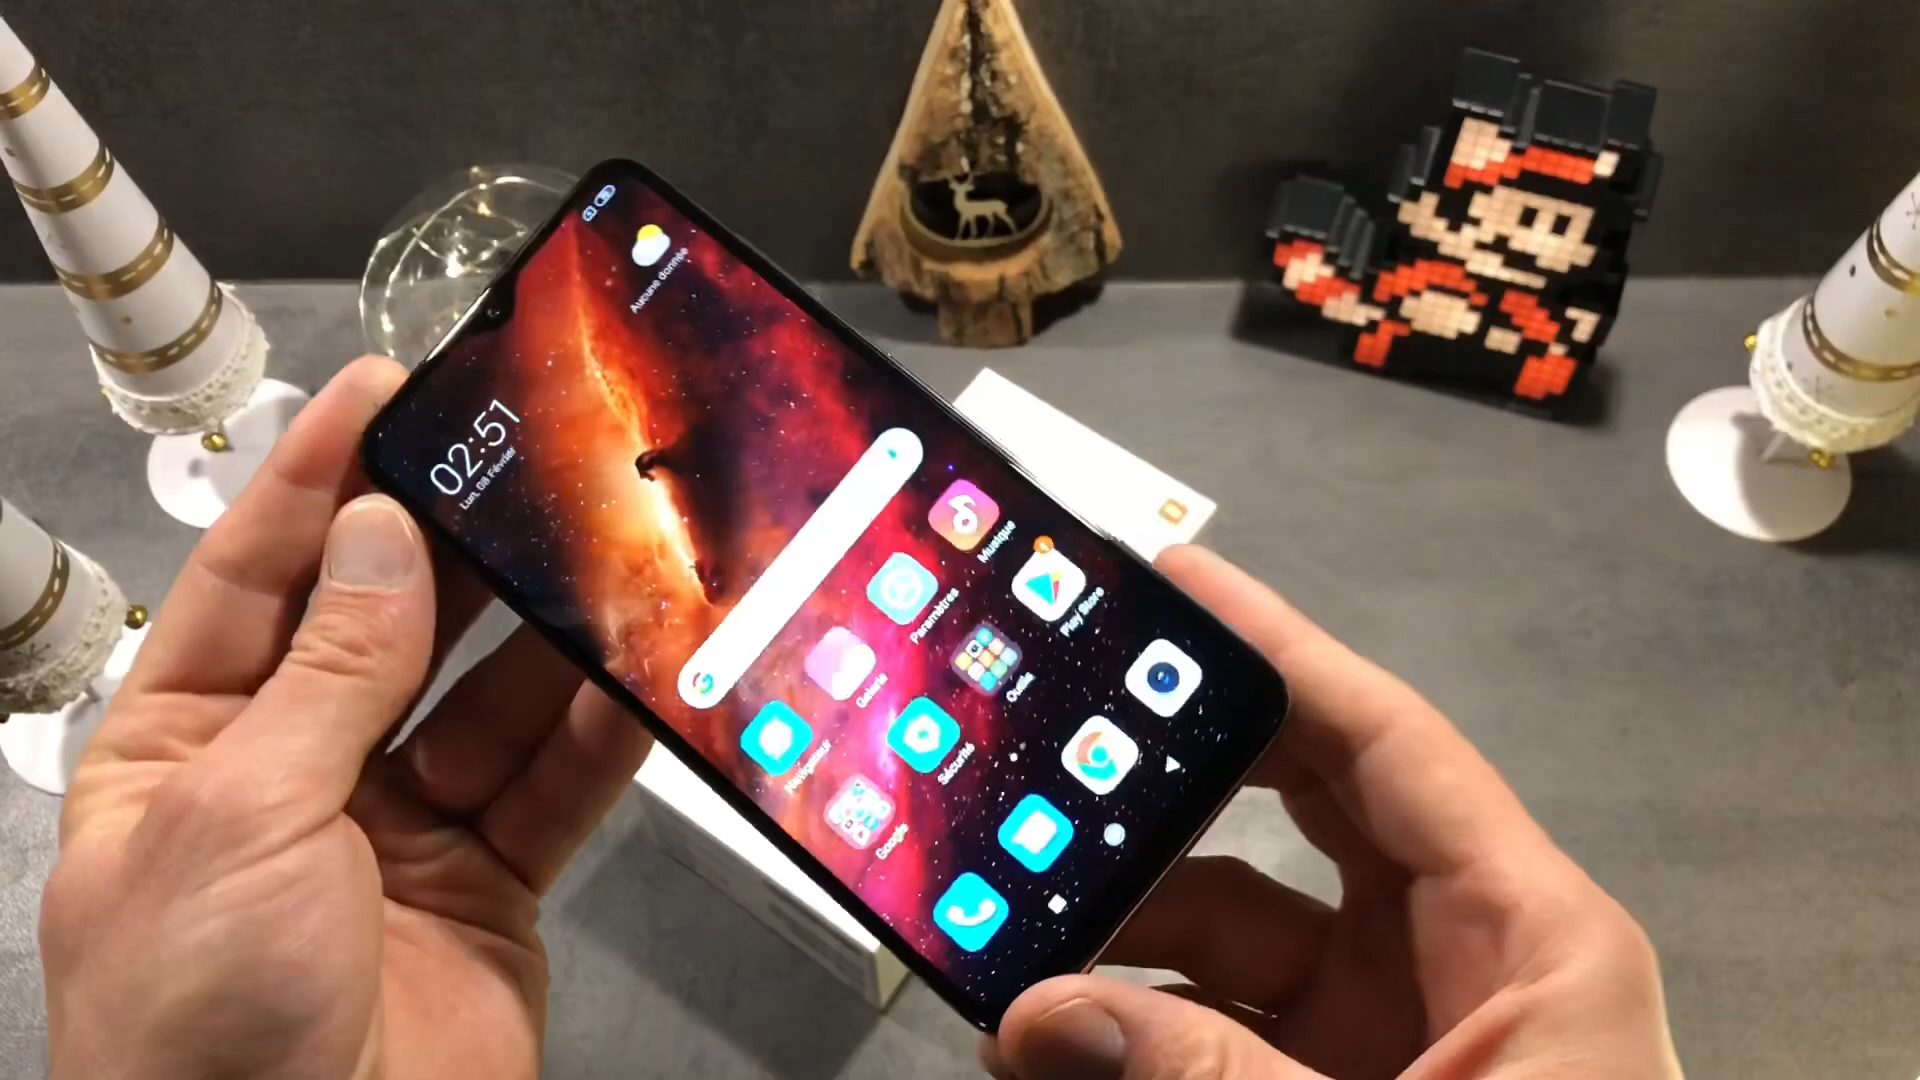 Aucune donnée
02:51
Lun. 08 Février
Musique
Paramètres
Play Store
Galerie
Outils
Navigateur
Sécurité
Google